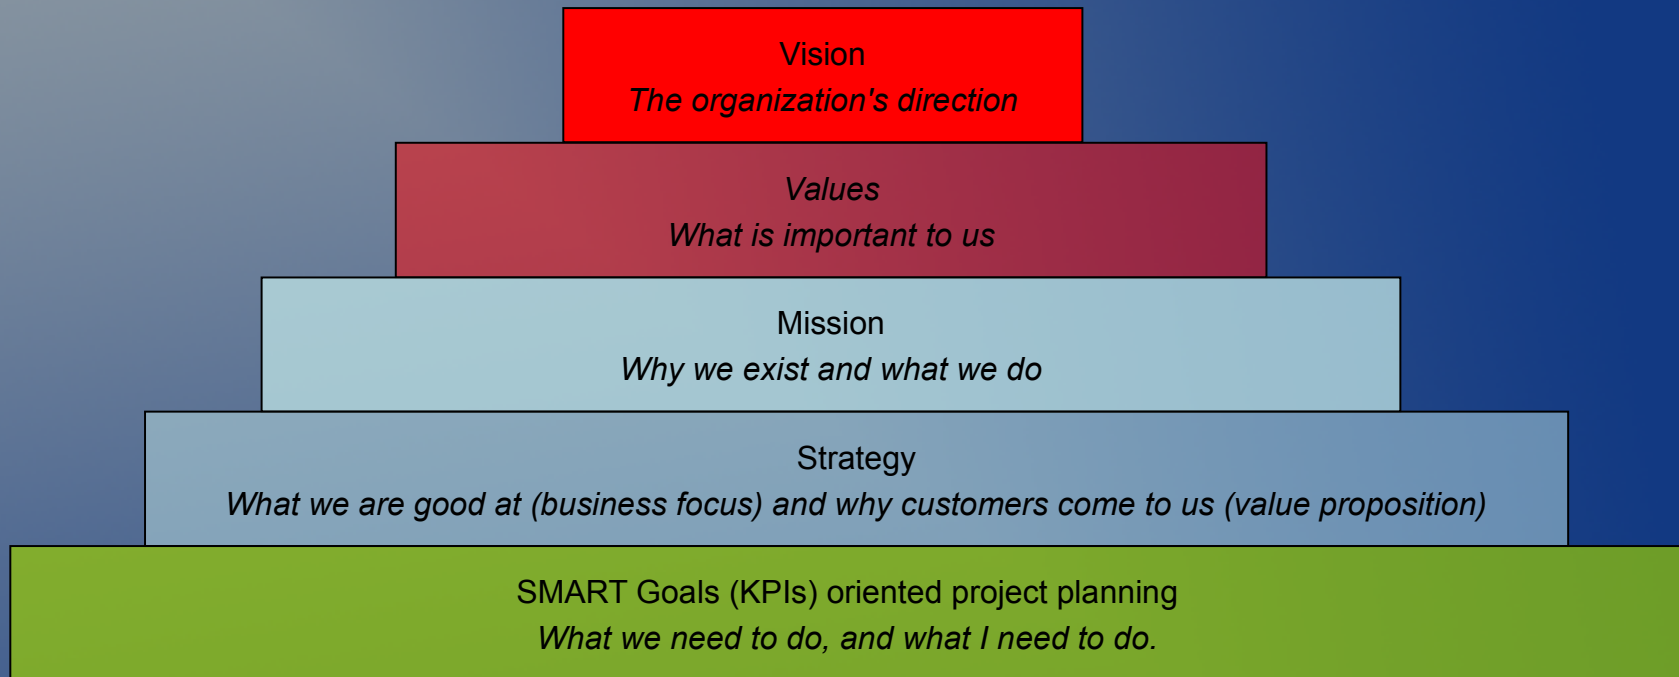 Vision
The organization's direction
Values
What is important to us
Mission
Why we exist and what we do
Strategy
What we are good at (business focus) and why customers come to us (value proposition)
SMART Goals (KPIs) oriented project planning
What we need to do, and what I need to do.